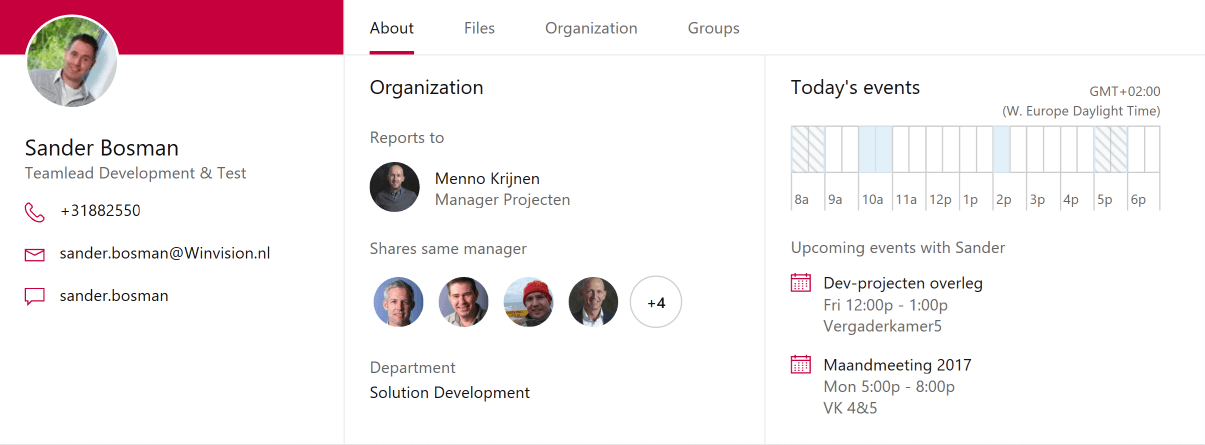 Sander Bosman
Teamlead Development & Test
+31882550
sander.bosman@Winvision.nl
sander.bosman
About Files Organization Groups
Organization
Reports to
Menno Krijnen
Manager Projecten
Shares same manager
+4
Department
Solution Development
Today's events
GMT+02:00
(W. Europe Daylight Time)
8a 9a 10a 11a 12p 1p 2p 3p 4p 5p 6p
Upcoming events with Sander
Dev-projecten overleg
Fri 12:00p - 1:00p
Vergaderkamer5
Maandmeeting 2017
Mon 5:00p - 8:00p
VK 4&5